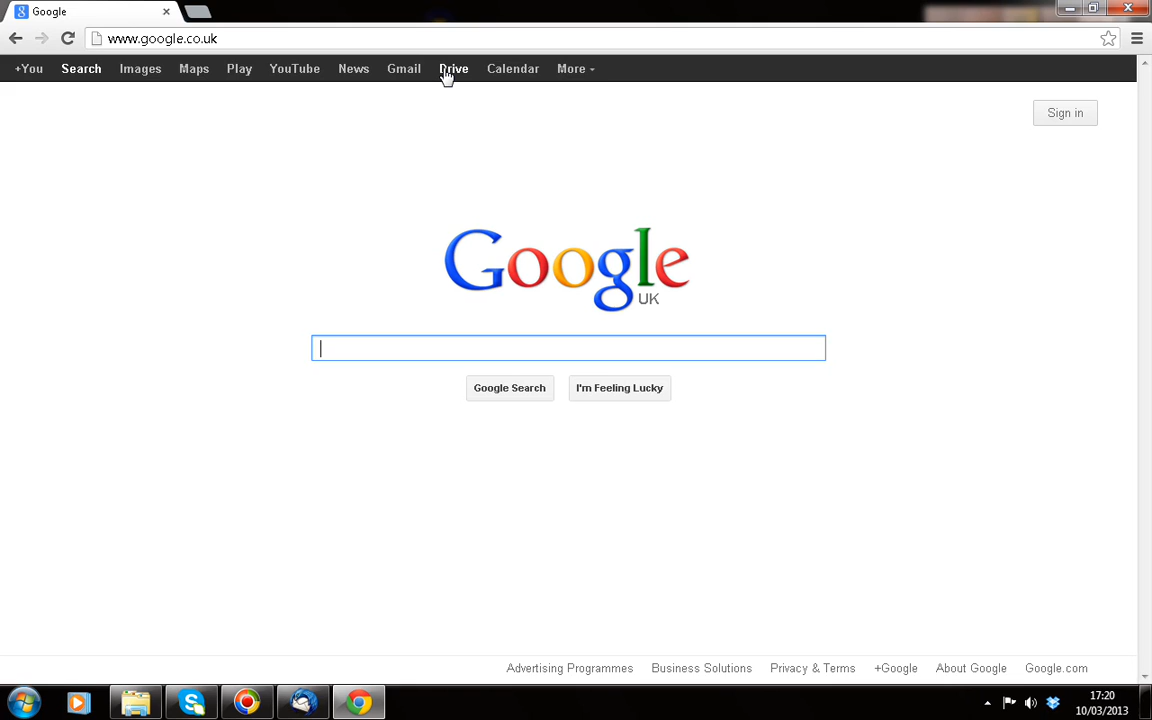 Google
www.google.co.uk
+You Search Images Maps Play YouTube News Gmail Drive Calendar More
Sign in
Google
UK
Google Search I'm Feeling Lucky
Advertising Programmes Business Solutions Privacy & Terms +Google About Google Google.com
17:20
10/03/2013